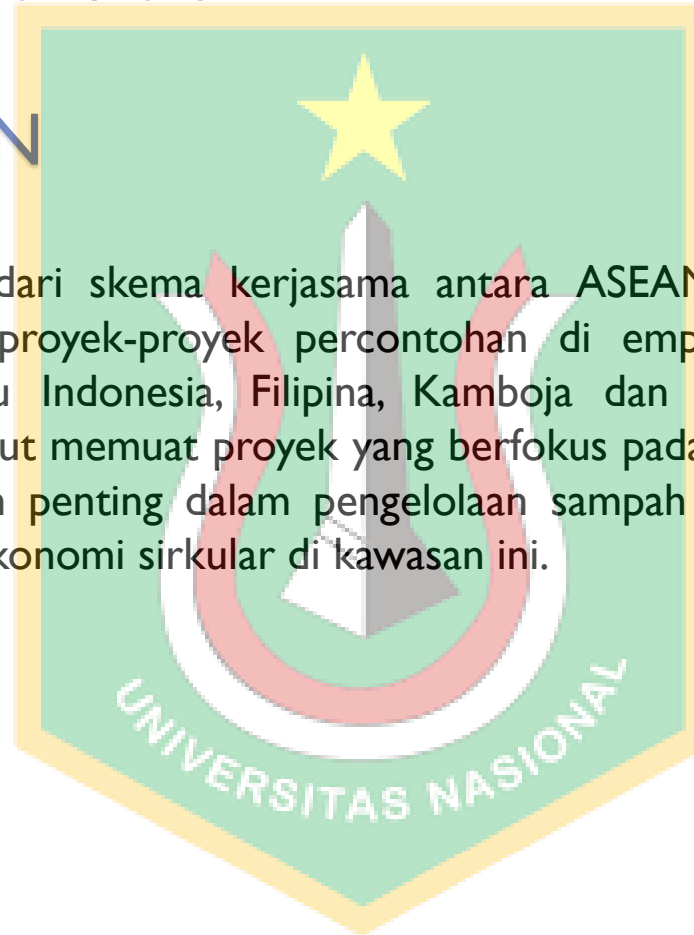 N
dari skema kerjasama antara ASEAN
proyek-proyek percontohan di emp
u Indonesia, Filipina, Kamboja dan
ut memuat proyek yang berfokus pada
n penting dalam pengelolaan sampah
konomi sirkular di kawasan ini.
UNIVERSITAS NASIONAL